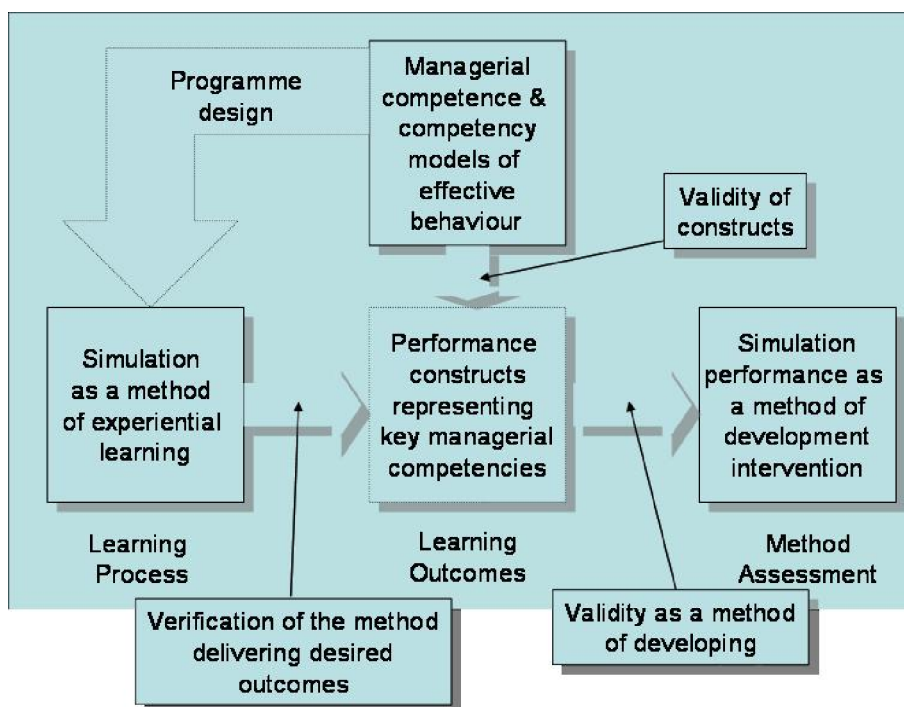 Programme
design
Managerial
competence &
competency
models of
effective
behaviour
Validity of
constructs
Simulation
as a method
of experiential
learning
Performance
constructs
representing
key managerial
competencies
Simulation
performance as
a method of
development
intervention
Learning
Process
Learning
Outcomes
Method
Assessment
Verification of the method
delivering desired
outcomes
Validity as a method
of developing